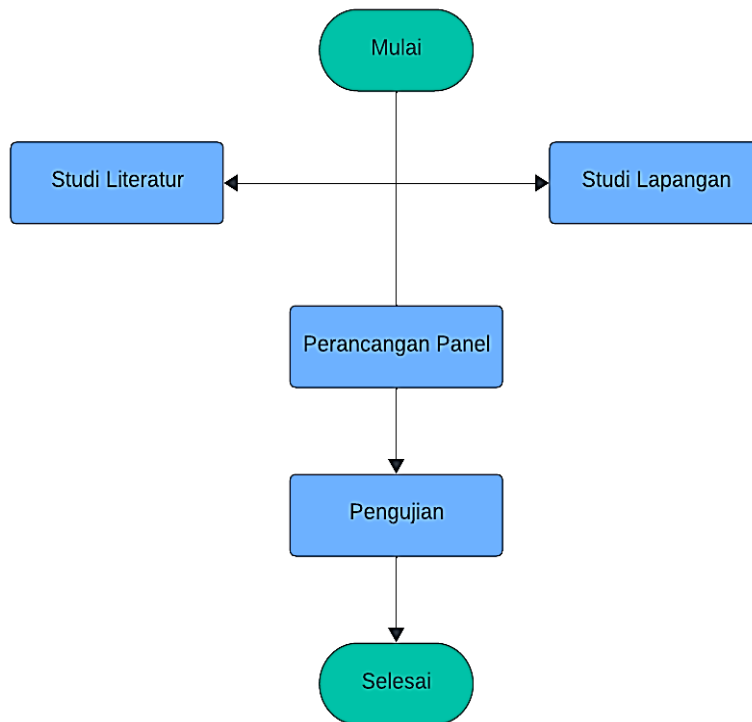 Mulai
Studi Literatur
Studi Lapangan
Perancangan Panel
Pengujian
Selesai